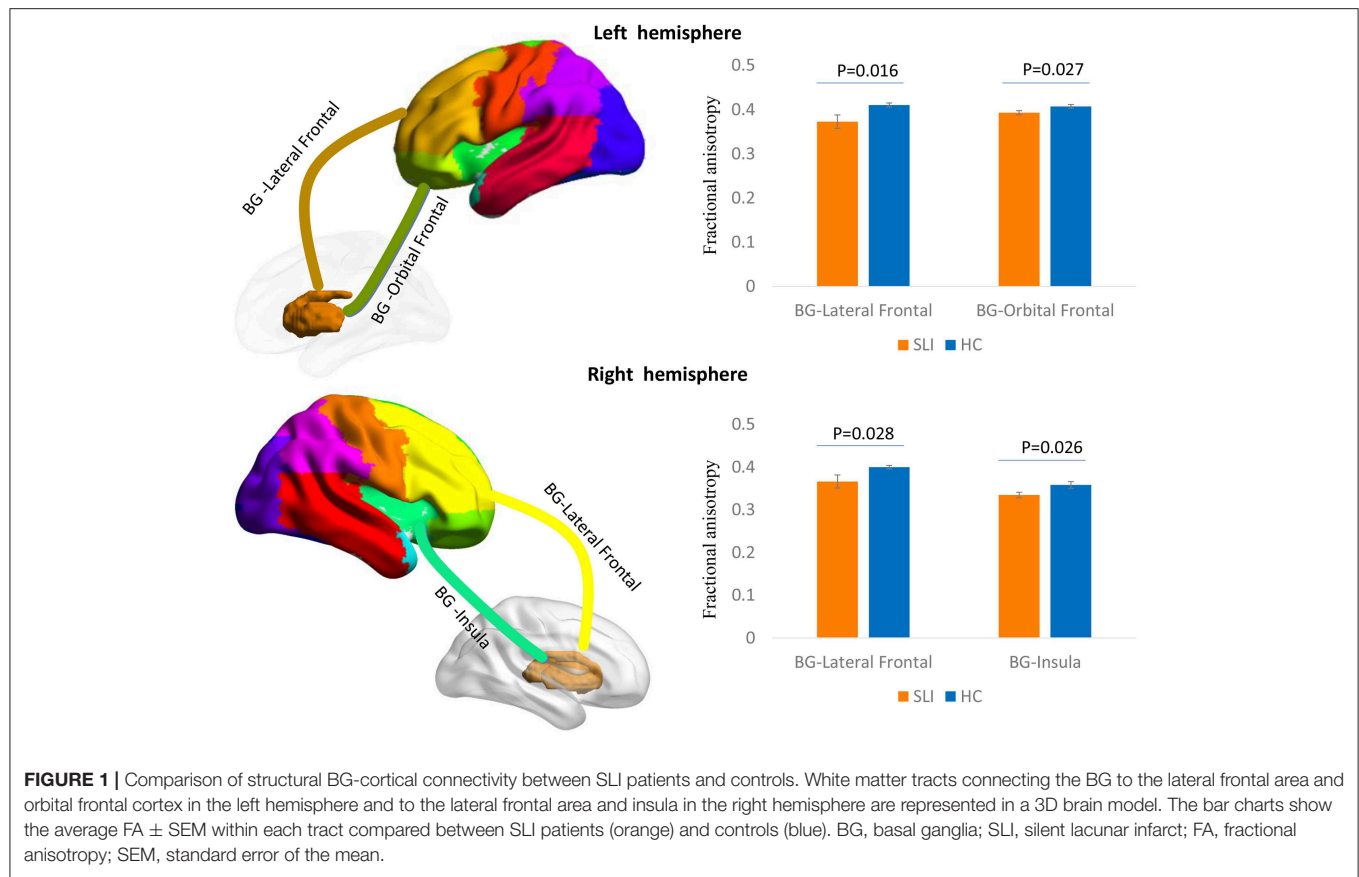 Left hemisphere
BG -Lateral Frontal
BG -Orbital Frontal
Fractional anisotropy
0.5
0.4
0.3
0.2
0.1
0
P=0.016
P=0.027
BG-Lateral Frontal
BG-Orbital Frontal
SLI
HC
Right hemisphere
BG-Lateral Frontal
BG -Insula
Fractional anisotropy
0.5
0.4
0.3
0.2
0.1
0
P=0.028
P=0.026
BG-Lateral Frontal
BG-Insula
SLI
HC
FIGURE 1 | Comparison of structural BG-cortical connectivity between SLI patients and controls. White matter tracts connecting the BG to the lateral frontal area and
orbital frontal cortex in the left hemisphere and to the lateral frontal area and insula in the right hemisphere are represented in a 3D brain model. The bar charts show
the average FA ± SEM within each tract compared between SLI patients (orange) and controls (blue). BG, basal ganglia; SLI, silent lacunar infarct; FA, fractional
anisotropy; SEM, standard error of the mean.